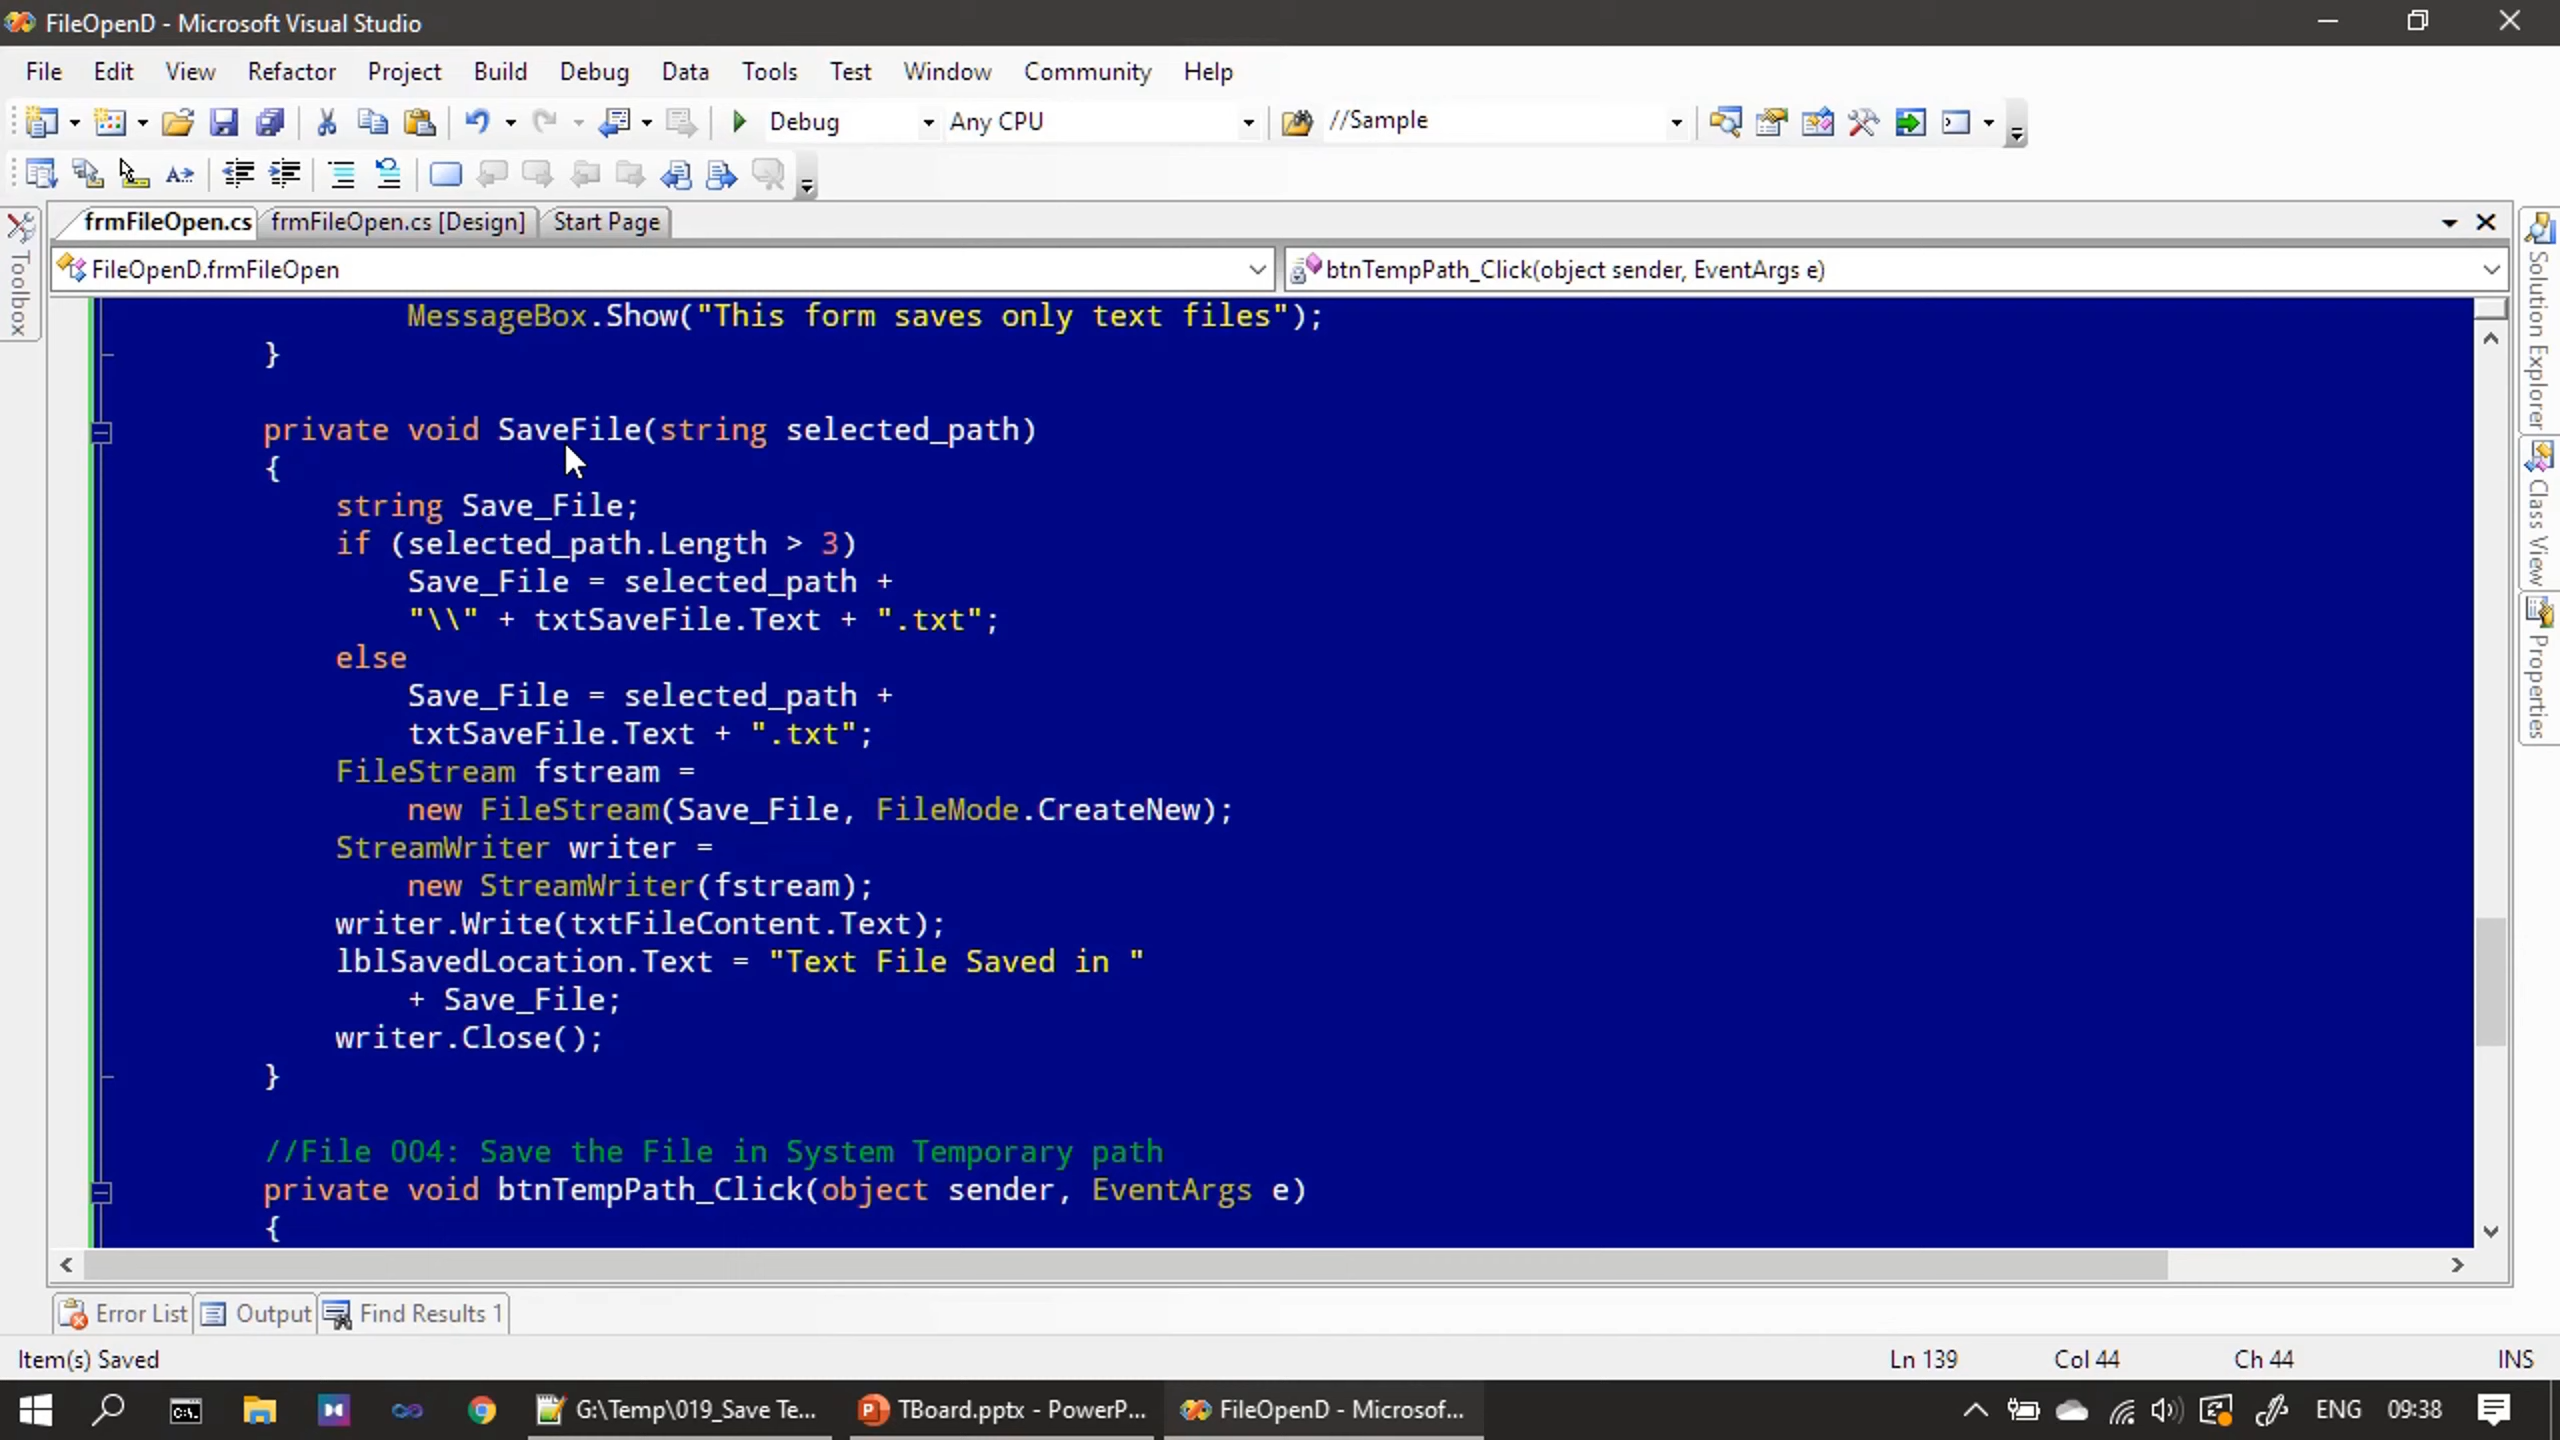 FileOpenD - Microsoft Visual Studio
File Edit View Refactor Project Build Debug Data Tools Test Window Community Help
Debug Any CPU //Sample
frmFileOpen.cs frmFileOpen.cs [Design] Start Page
FileOpenD.frmFileOpen btnTempPath_Click(object sender, EventArgs e)
Toolbox
Solution Explorer
Class View
Properties
MessageBox.Show("This form saves only text files");
}
private void SaveFile(string selected_path)
{
string Save_File;
if (selected_path.Length > 3)
Save_File = selected_path +
"\\" + txtSaveFile.Text + ".txt";
else
Save_File = selected_path +
txtSaveFile.Text + ".txt";
FileStream fstream =
new FileStream(Save_File, FileMode.CreateNew);
StreamWriter writer =
new StreamWriter(fstream);
writer.Write(txtFileContent.Text);
lblSavedLocation.Text = "Text File Saved in "
+ Save_File;
writer.Close();
}
//File 004: Save the File in System Temporary path
private void btnTempPath_Click(object sender, EventArgs e)
{
Error List Output Find Results 1
Item(s) Saved Ln 139 Col 44 Ch 44 INS
G:\Temp\019_Save Te... TBoard.pptx - PowerP... FileOpenD - Microsof... ENG 09:38